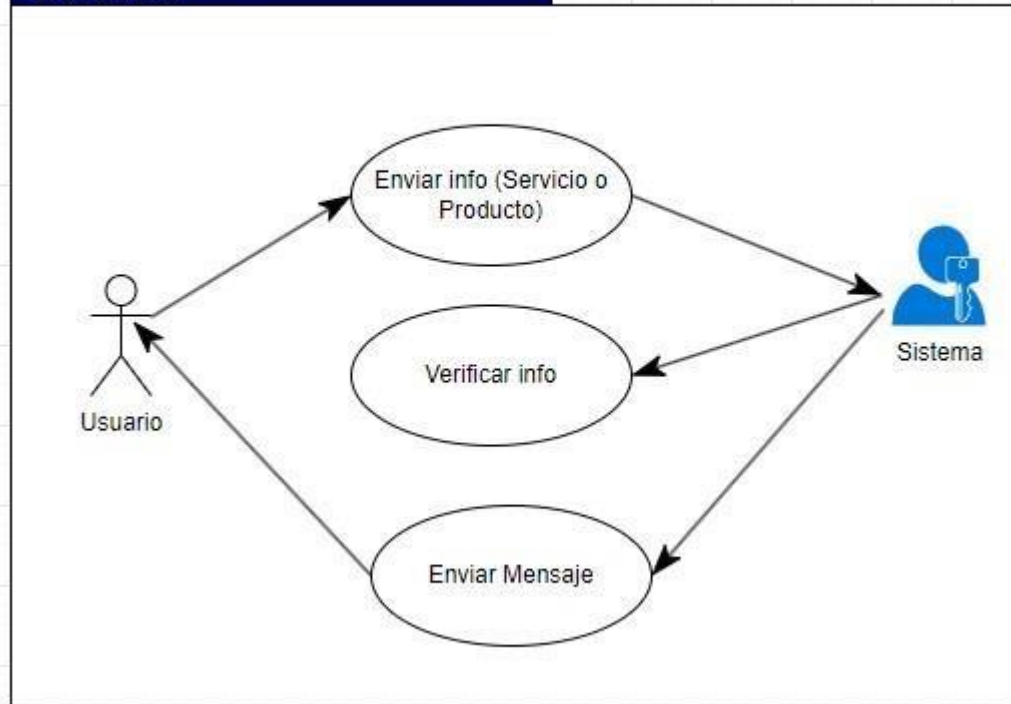 Enviar info (Servicio o
Producto)
Sistema
Verificar info
Usuario
Enviar Mensaje